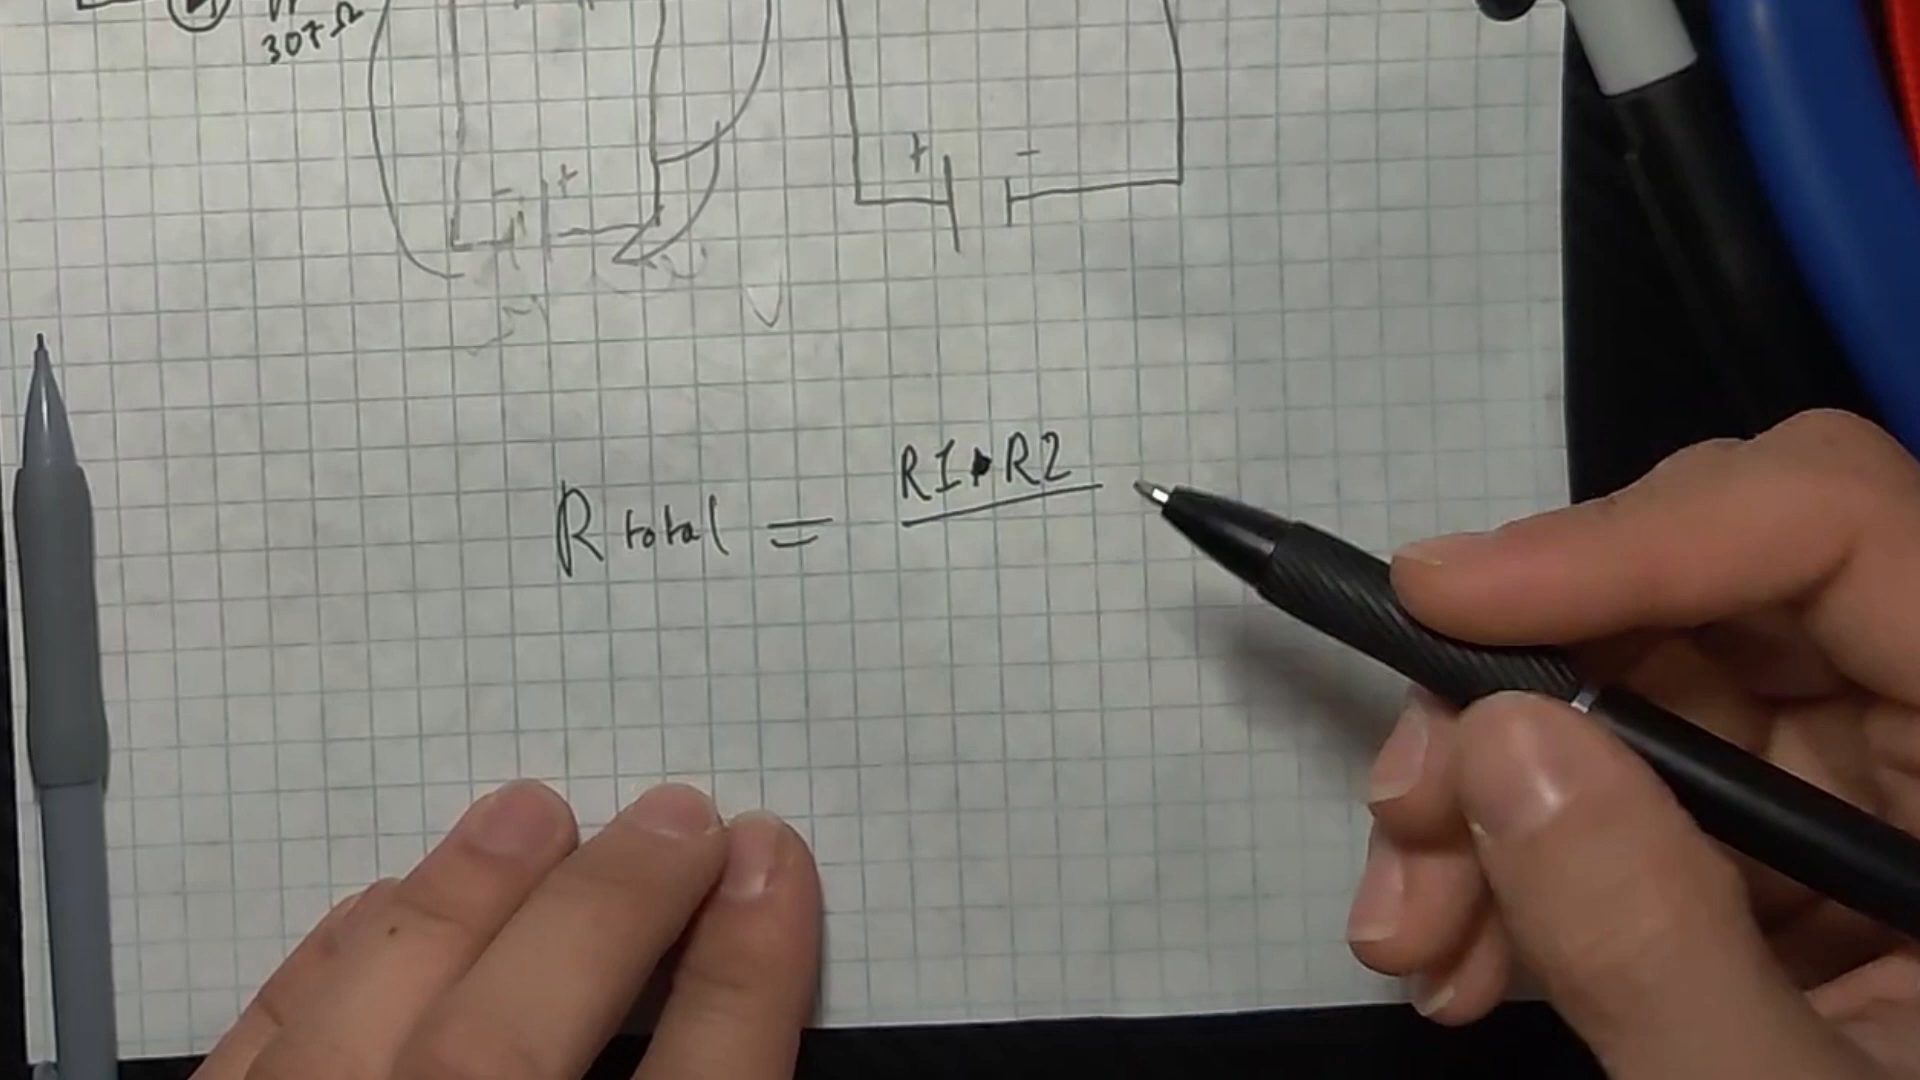 307Ω
+ -
- +
R total = R1•R2